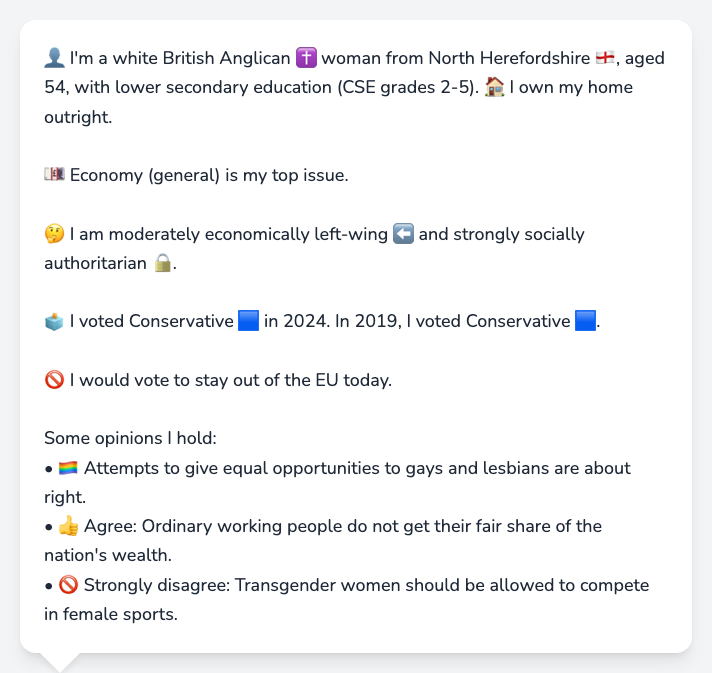 👤 I'm a white British Anglican ✝️ woman from North Herefordshire 🏴󠁧󠁢󠁥󠁮󠁧󠁿, aged
54, with lower secondary education (CSE grades 2-5). 🏠 I own my home
outright.
💷 Economy (general) is my top issue.
🤔 I am moderately economically left-wing ⬅️ and strongly socially
authoritarian 🔒.
🗳️ I voted Conservative 🟦 in 2024. In 2019, I voted Conservative 🟦.
🚫 I would vote to stay out of the EU today.
Some opinions I hold:
• 🏳️‍🌈 Attempts to give equal opportunities to gays and lesbians are about
right.
• 👍 Agree: Ordinary working people do not get their fair share of the
nation's wealth.
• 🚫 Strongly disagree: Transgender women should be allowed to compete
in female sports.